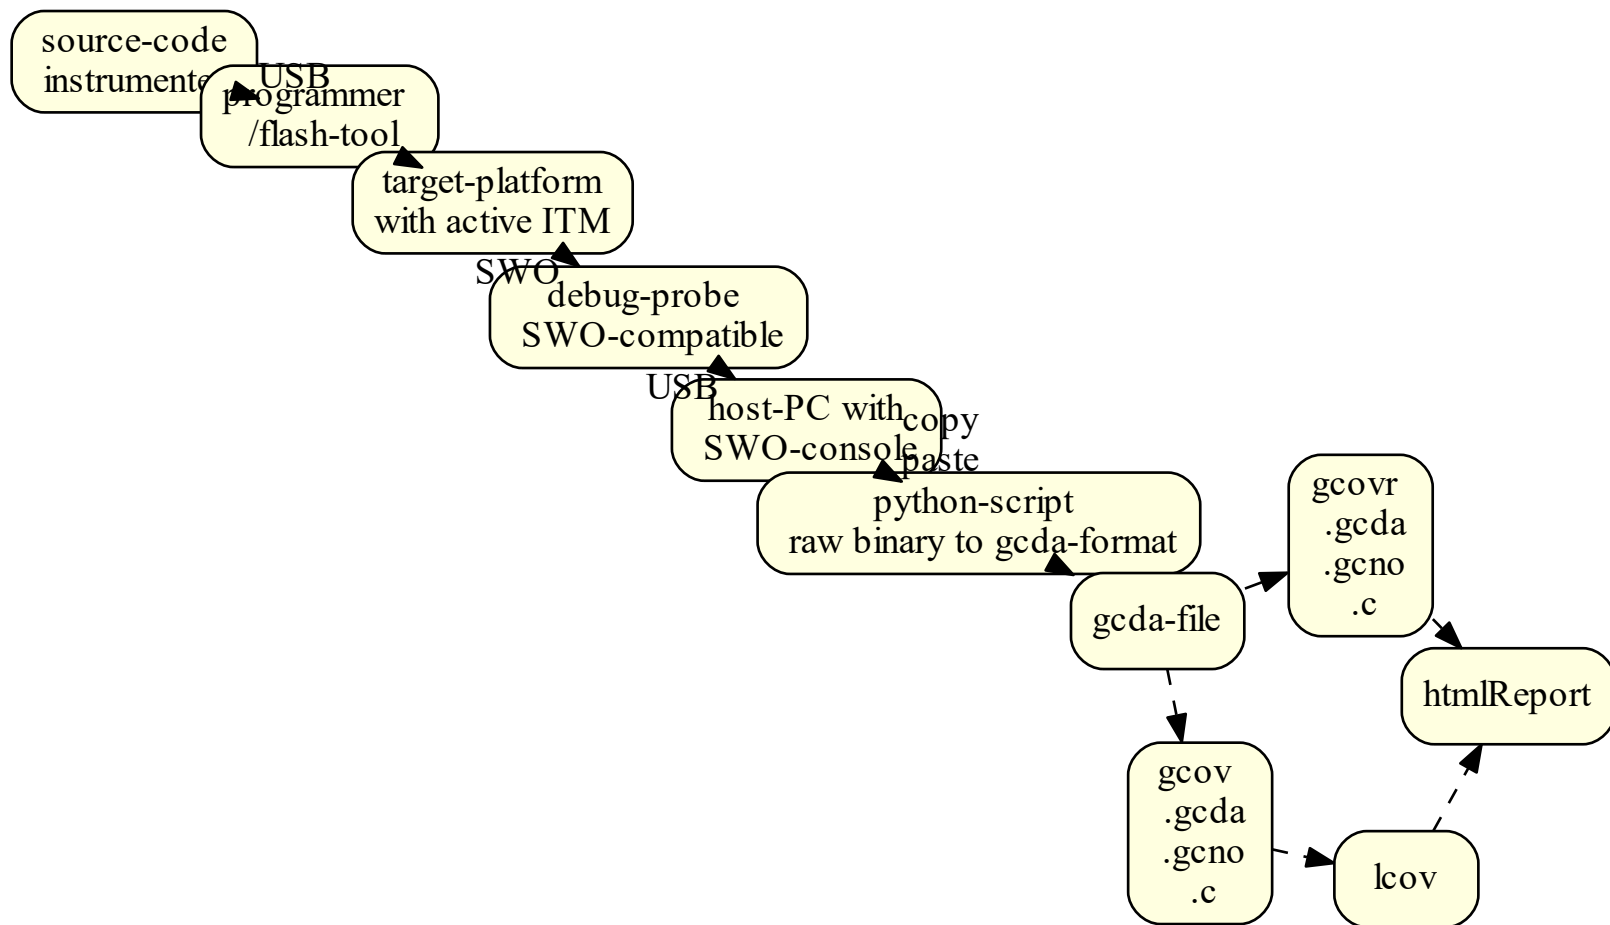 source-code
instrumente
USB
programmer
/flash-tool
target-platform
with active ITM
SWO
debug-probe
SWO-compatible
USB
host-PC with
SWO-console
copy
paste
python-script
raw binary to gcda-format
gcda-file
gcovr
.gcda
.gcno
.c
htmlReport
gcov
.gcda
.gcno
.c
lcov